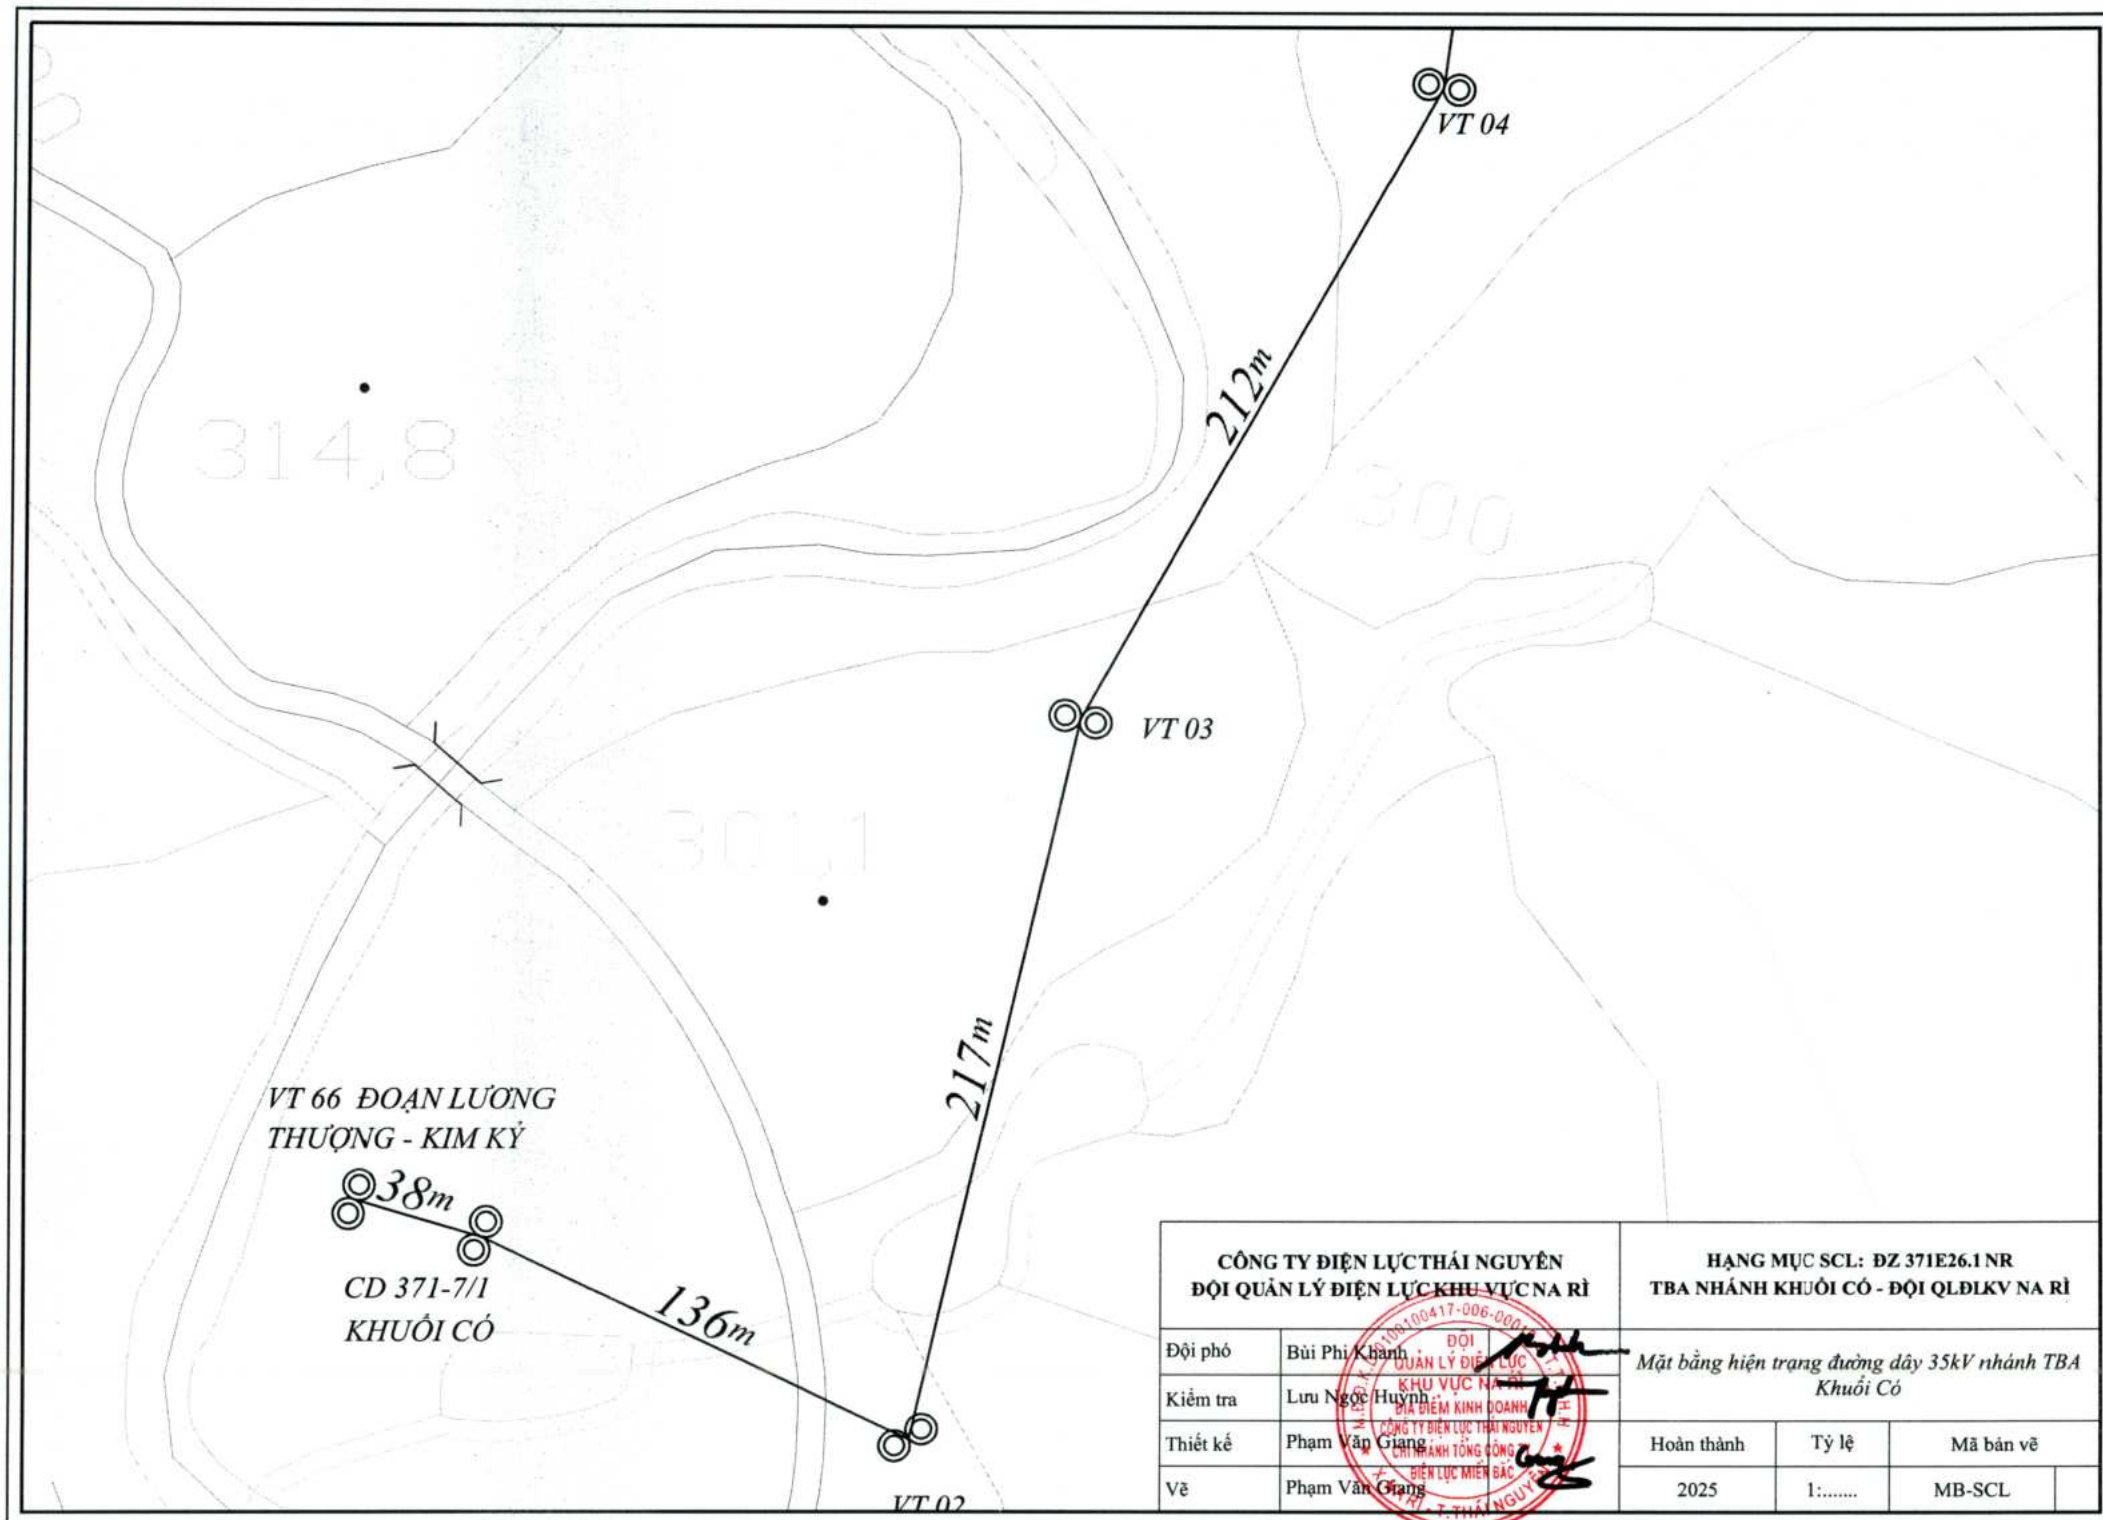 VT 04
212m
314,8
300
VT 03
301,1
217m
VT 66 ĐOẠN LƯƠNG
THƯỢNG - KIM KỶ
38m
CD 371-7/1
KHUỔI CÓ
136m
VT 02
CÔNG TY ĐIỆN LỰC THÁI NGUYÊN
ĐỘI QUẢN LÝ ĐIỆN LỰC KHU VỰC NA RÌ
HẠNG MỤC SCL: ĐZ 371E26.1 NR
TBA NHÁNH KHUỔI CÓ - ĐỘI QLĐLKV NA RÌ
Đội phó
Bùi Phi Khanh
Mặt bằng hiện trạng đường dây 35kV nhánh TBA
Khuổi Có
Kiểm tra
Lưu Ngọc Huỳnh
Thiết kế
Phạm Văn Giang
Hoàn thành
Tỷ lệ
Mã bản vẽ
Vẽ
Phạm Văn Giang
2025
1:.......
MB-SCL
ĐỘI
QUẢN LÝ ĐIỆN LỰC
KHU VỰC NA RÌ
ĐỊA ĐIỂM KINH DOANH
CÔNG TY ĐIỆN LỰC THÁI NGUYÊN
CHI NHÁNH TỔNG CÔNG TY
ĐIỆN LỰC MIỀN BẮC
T.THÁI NGUYÊN